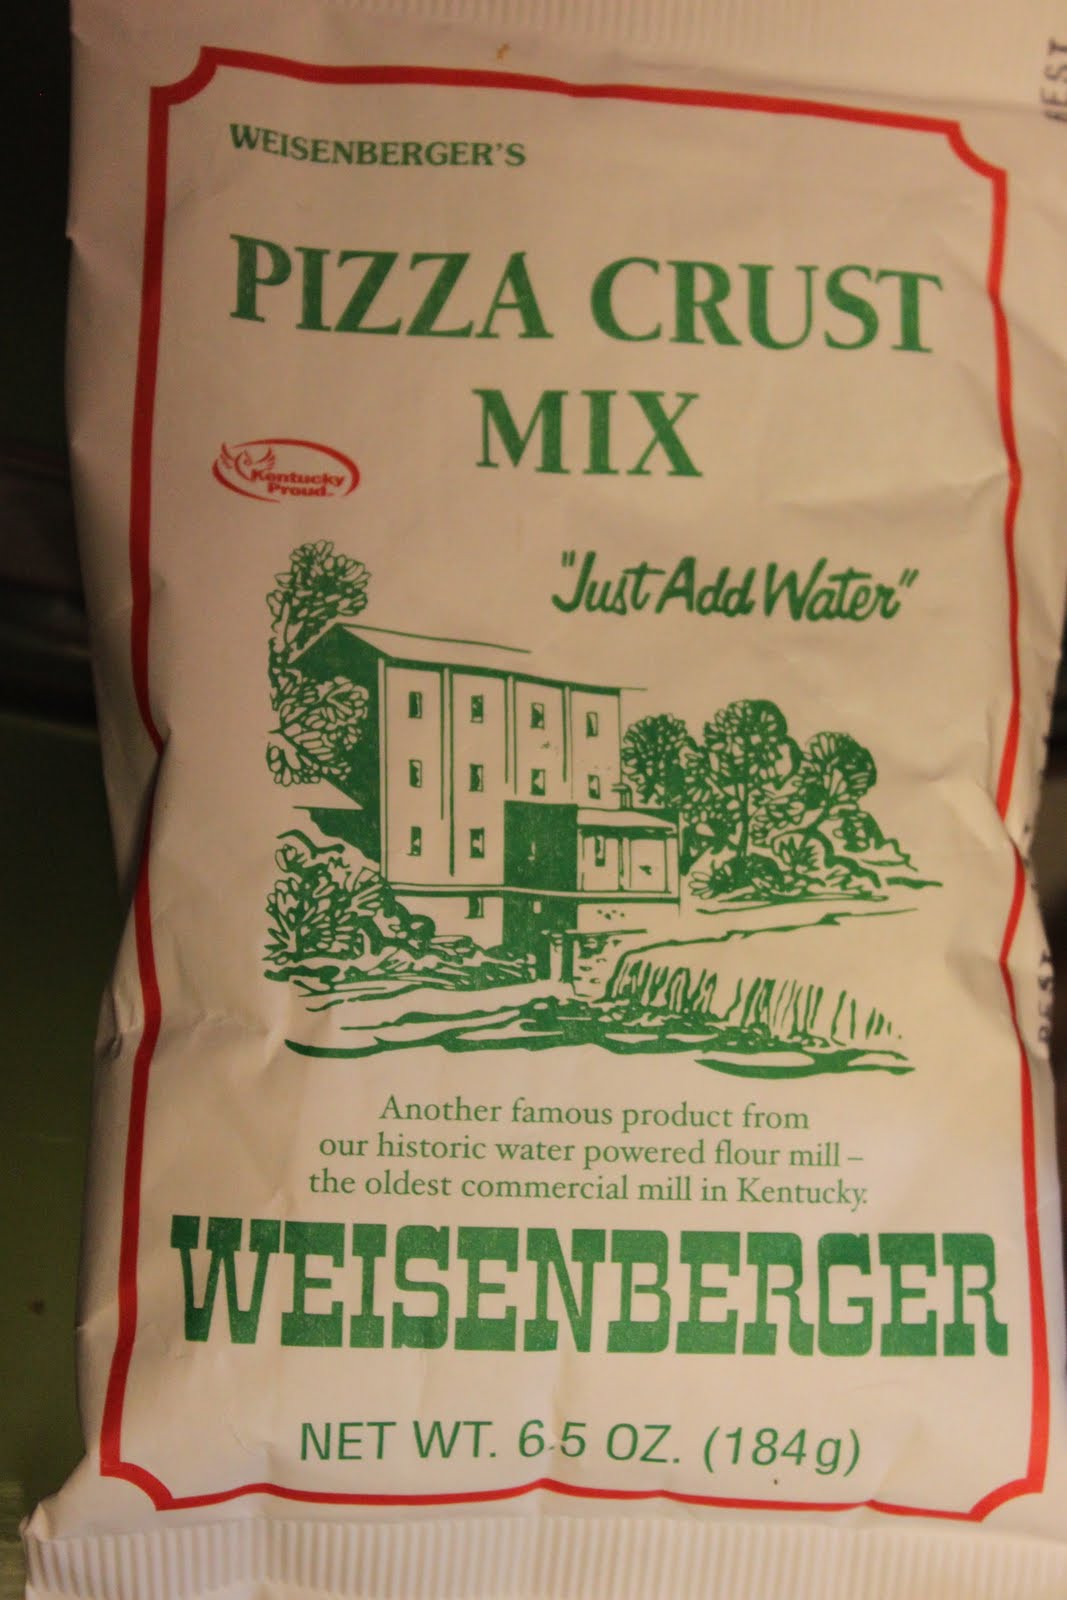 WEISENBERGER'S
PIZZA CRUST
MIX
Kentucky
Proud
"Just Add Water"
Another famous product from
our historic water powered flour mill –
the oldest commercial mill in Kentucky.
WEISENBERGER
NET WT. 6.5 OZ. (184g)